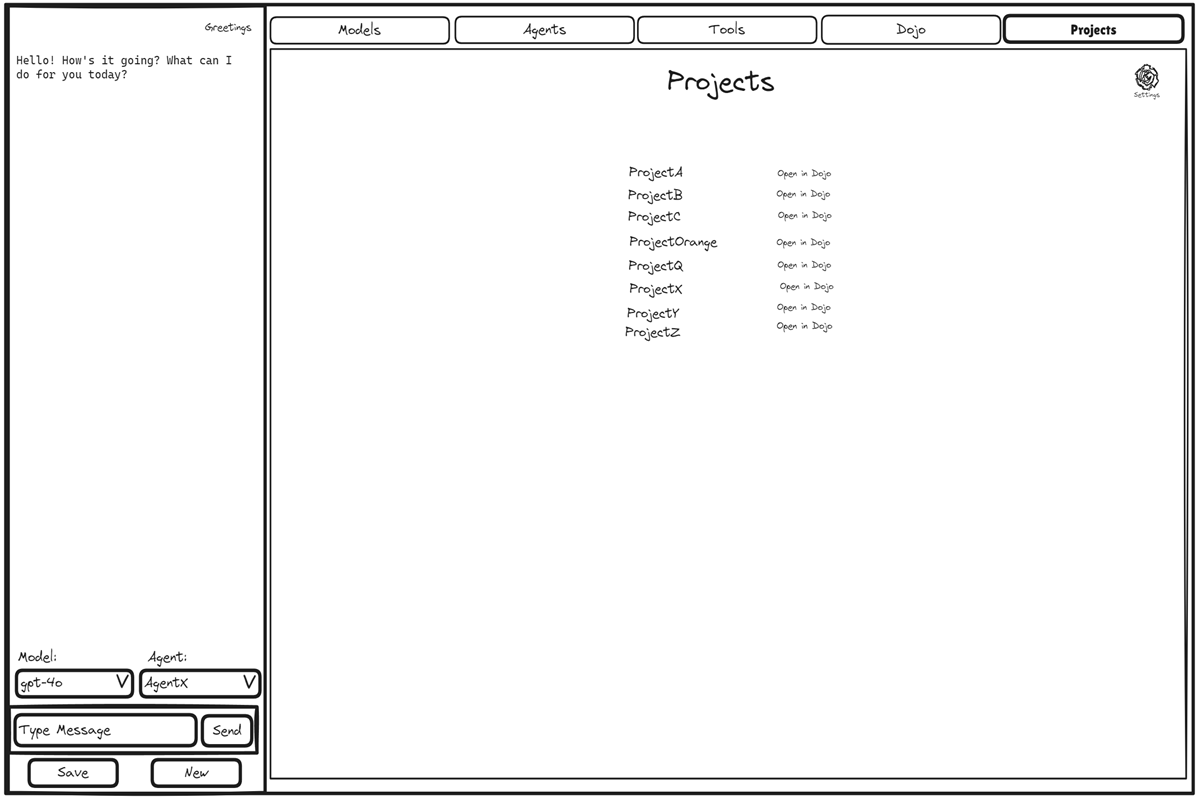 Greetings
Hello! How's it going? What can I
do for you today?
Model:
Agent:
gpt-4o V
AgentX V
Type Message
Send
Save
New
Models
Agents
Tools
Dojo
Projects
Projects
Settings
ProjectA Open in Dojo
ProjectB Open in Dojo
ProjectC Open in Dojo
ProjectOrange Open in Dojo
ProjectQ Open in Dojo
ProjectX Open in Dojo
ProjectY Open in Dojo
ProjectZ Open in Dojo